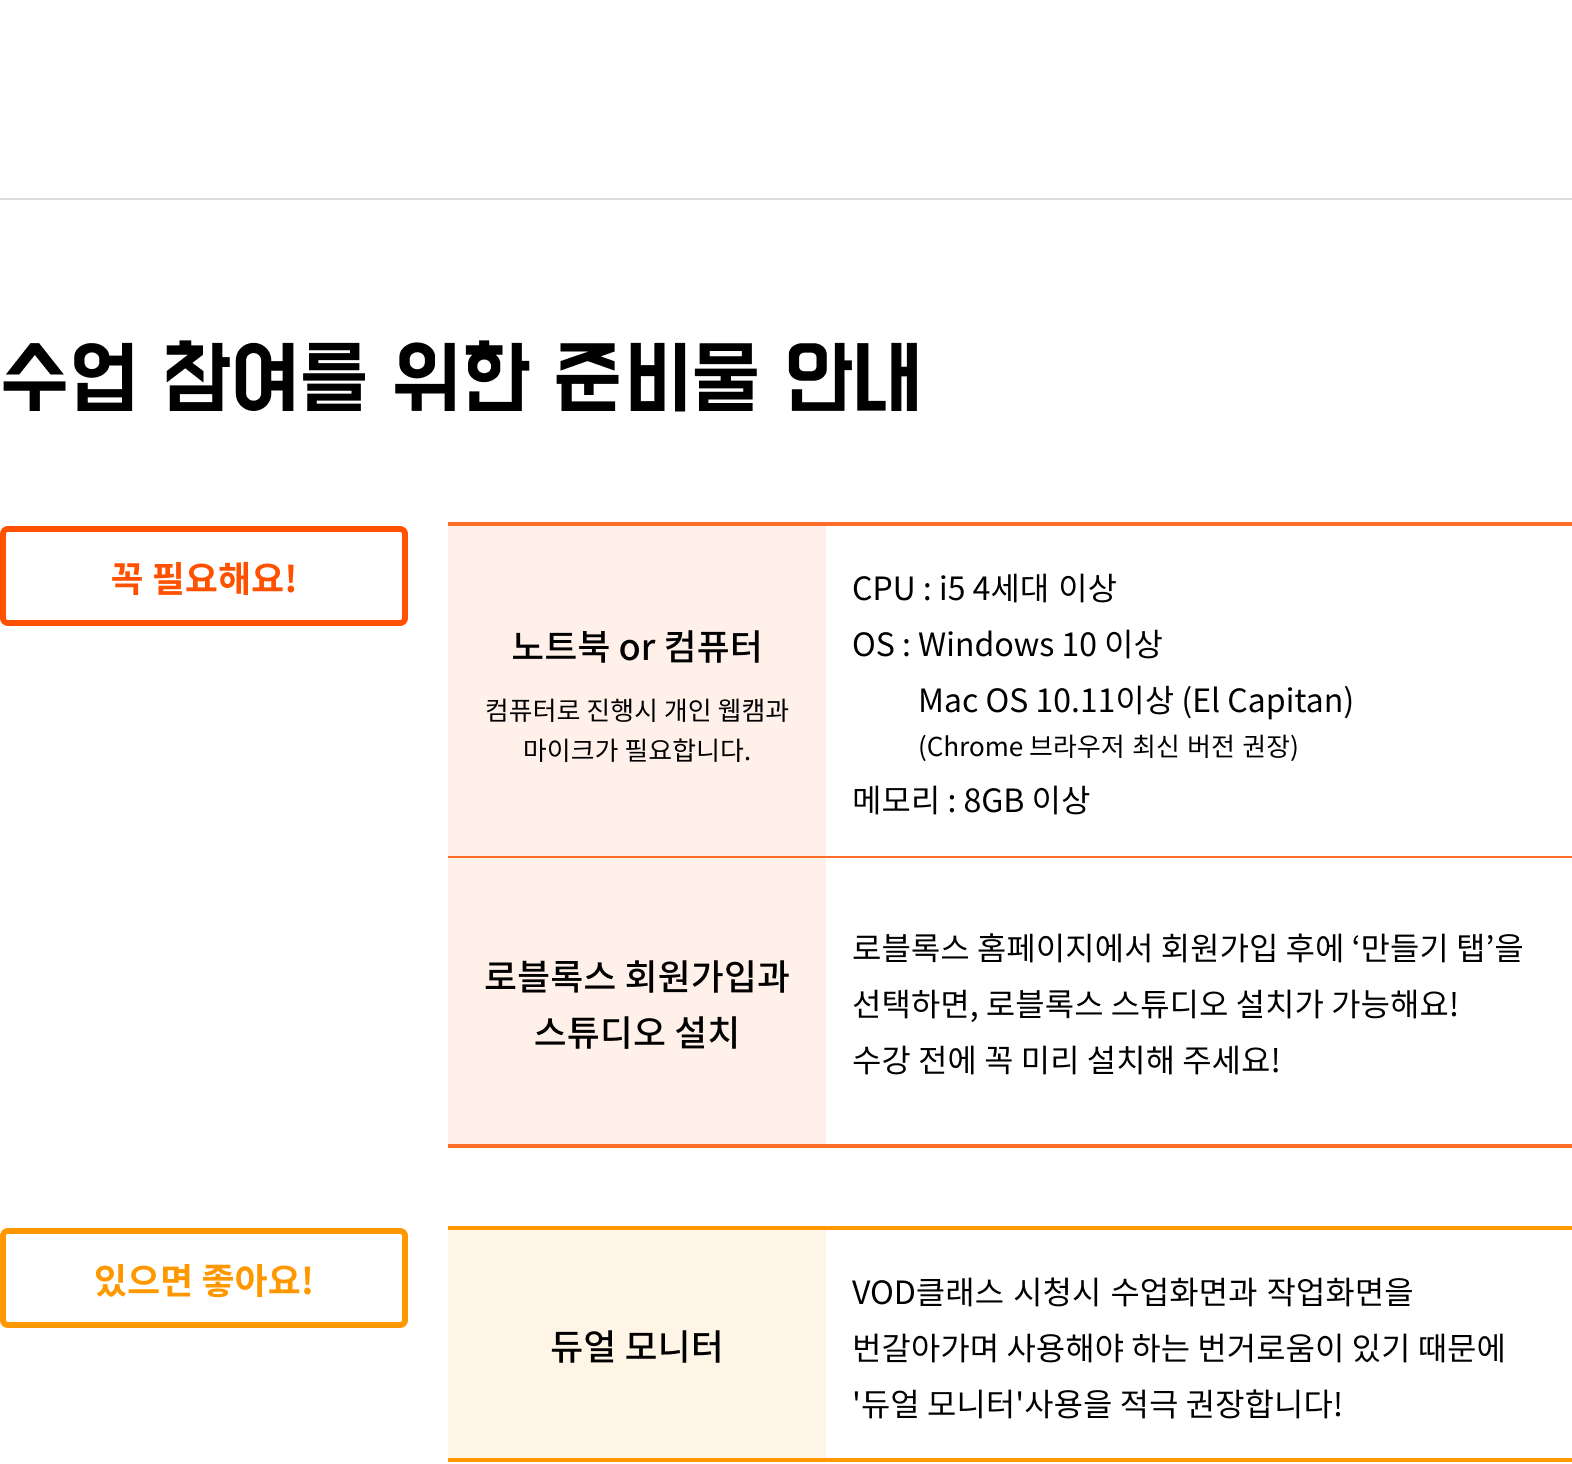 수업 참여를 위한 준비물 안내
꼭 필요해요!
노트북 or 컴퓨터
컴퓨터로 진행시 개인 웹캠과
마이크가 필요합니다.
CPU : i5 4세대 이상
OS : Windows 10 이상
Mac OS 10.11이상 (El Capitan)
(Chrome 브라우저 최신 버전 권장)
메모리 : 8GB 이상
로블록스 회원가입과
스튜디오 설치
로블록스 홈페이지에서 회원가입 후에 ‘만들기 탭’을
선택하면, 로블록스 스튜디오 설치가 가능해요!
수강 전에 꼭 미리 설치해 주세요!
있으면 좋아요!
듀얼 모니터
VOD클래스 시청시 수업화면과 작업화면을
번갈아가며 사용해야 하는 번거로움이 있기 때문에
'듀얼 모니터'사용을 적극 권장합니다!